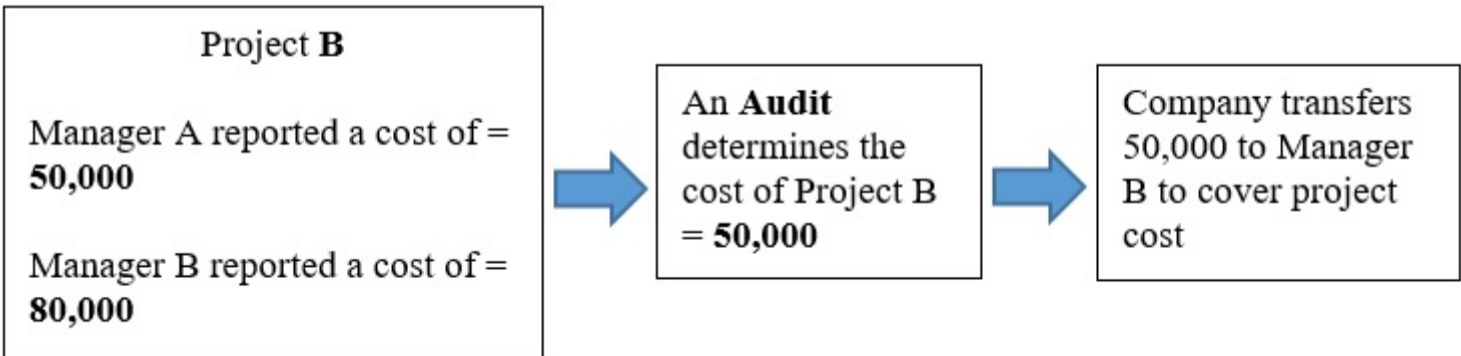 Project B
Manager A reported a cost of =
50,000
Manager B reported a cost of =
80,000
An Audit
determines the
cost of Project B
= 50,000
Company transfers
50,000 to Manager
B to cover project
cost